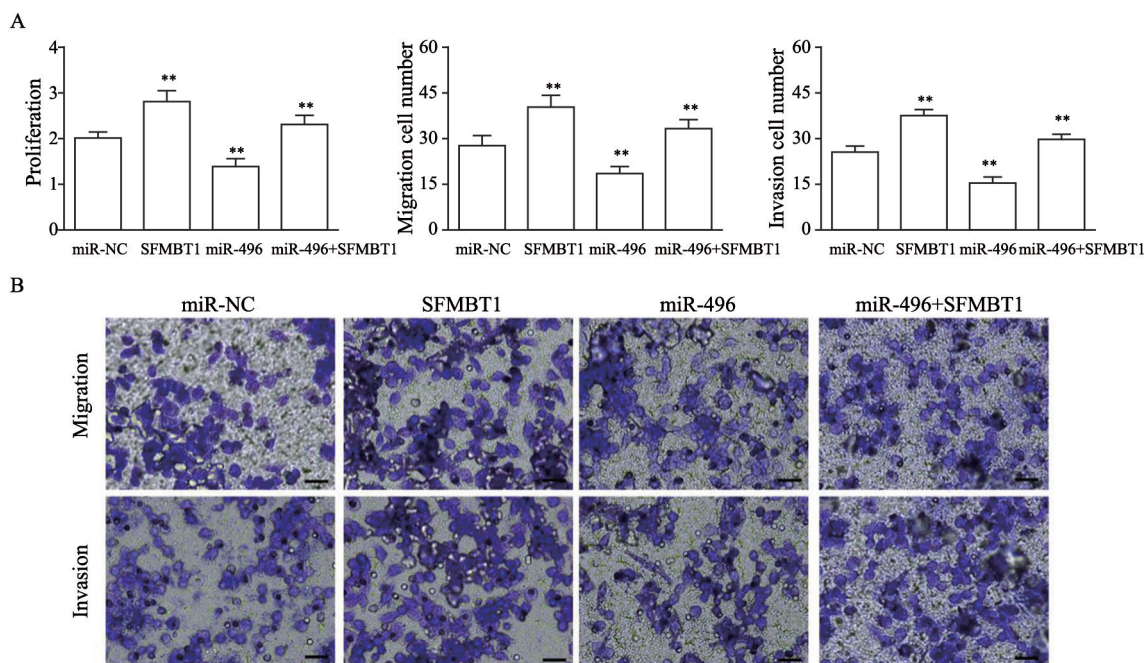 A
Proliferation
4
3
2
1
0
**
**
**
miR-NC SFMBT1 miR-496 miR-496+SFMBT1
Migration cell number
60
45
30
15
0
**
**
**
miR-NC SFMBT1 miR-496 miR-496+SFMBT1
Invasion cell number
60
45
30
15
0
**
**
**
miR-NC SFMBT1 miR-496 miR-496+SFMBT1
B
miR-NC SFMBT1 miR-496 miR-496+SFMBT1
Migration
Invasion